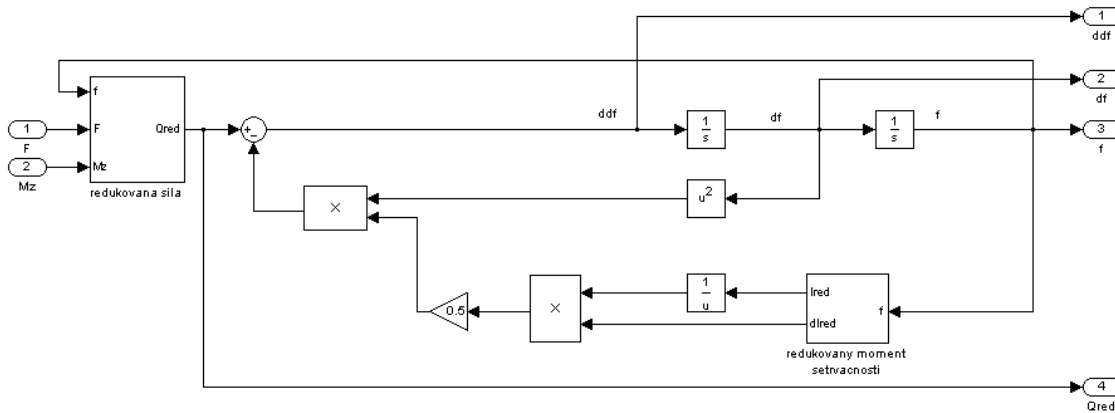 1
ddf
2
df
f
F
Mz
Qred
redukovana sila
1
F
2
Mz
+
−
ddf
1
s
df
1
s
f
3
f
×
u²
0.5
×
1
u
Ired
dIred
f
redukovany moment
setrvacnosti
4
Qred